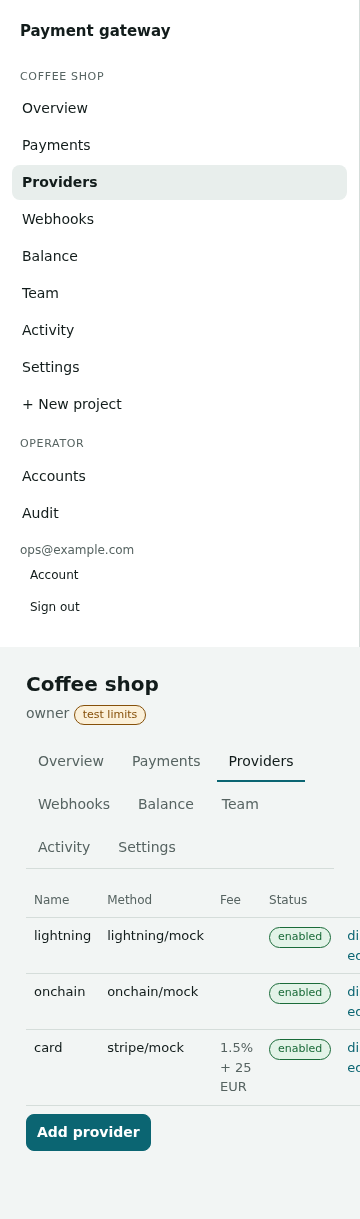 Payment gateway
COFFEE SHOP
Overview
Payments
Providers
Webhooks
Balance
Team
Activity
Settings
+ New project
OPERATOR
Accounts
Audit
ops@example.com
Account
Sign out
Coffee shop
owner test limits
Overview Payments Providers
Webhooks Balance Team
Activity Settings
Name Method Fee Status
lightning lightning/mock enabled
onchain onchain/mock enabled
card stripe/mock 1.5% enabled
+ 25
EUR
Add provider